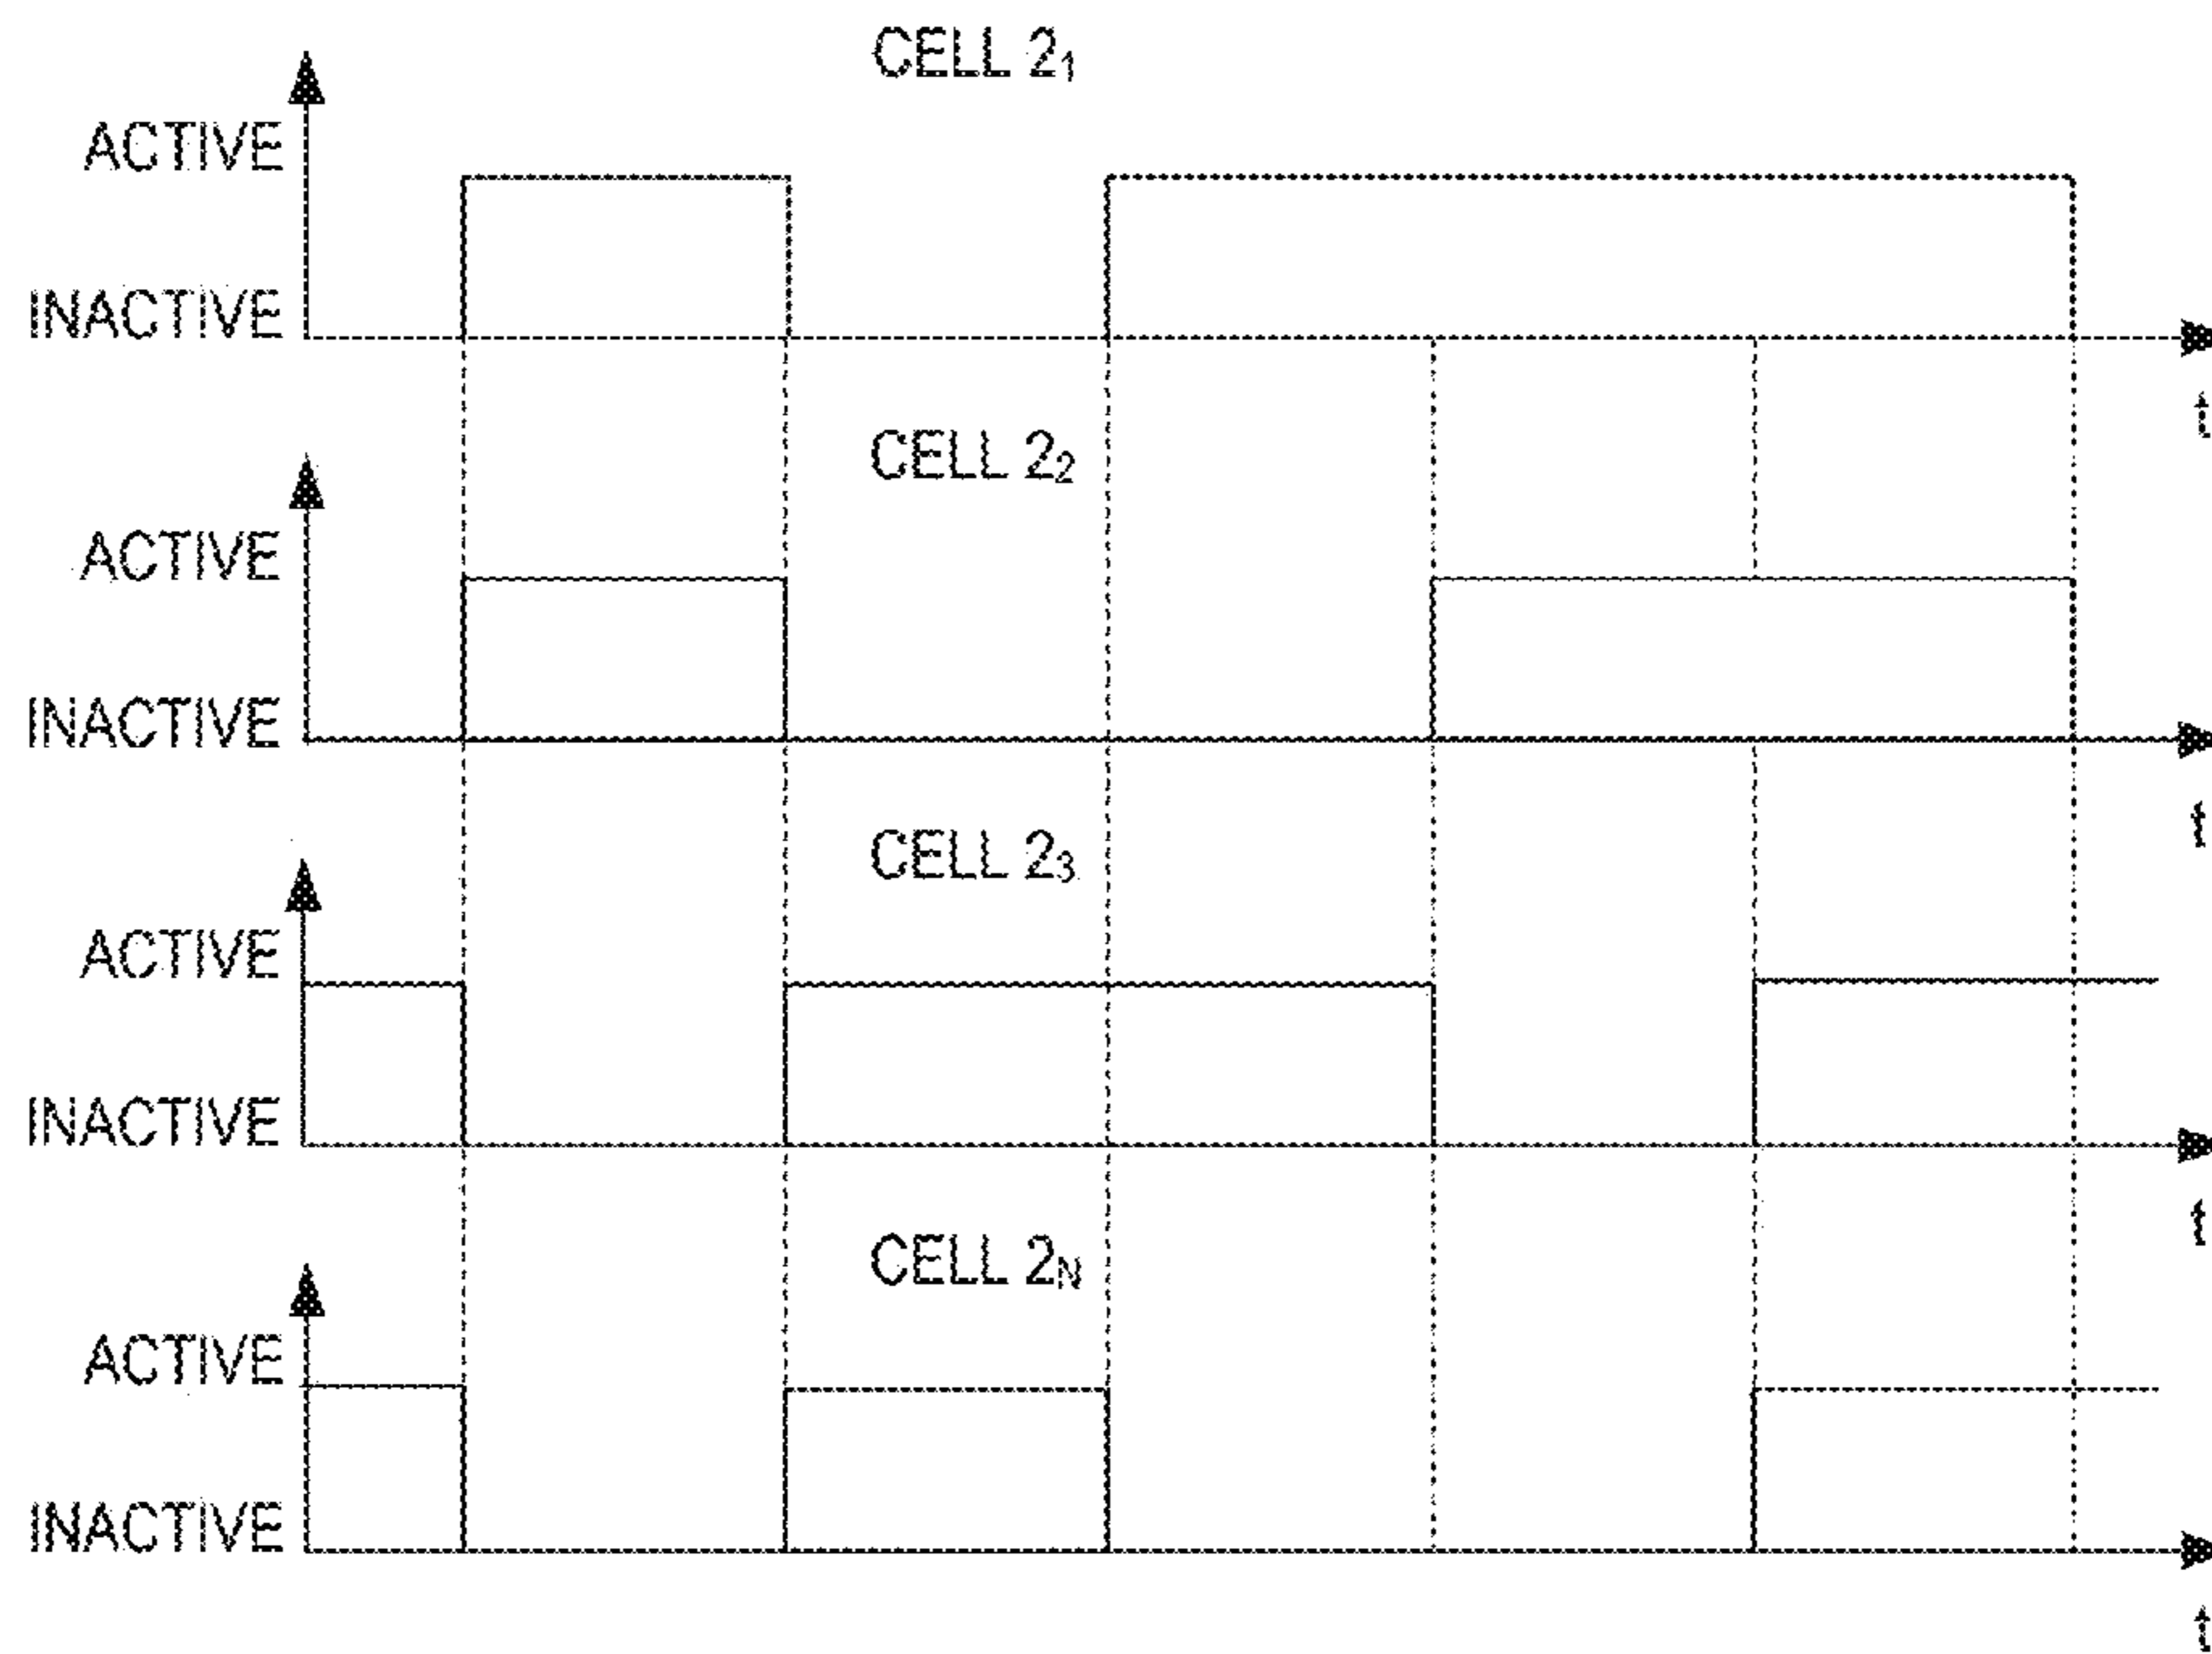 CELL 2₁
ACTIVE
INACTIVE
t
CELL 2₂
ACTIVE
INACTIVE
t
CELL 2₃
ACTIVE
INACTIVE
t
CELL 2ₙ
ACTIVE
INACTIVE
t